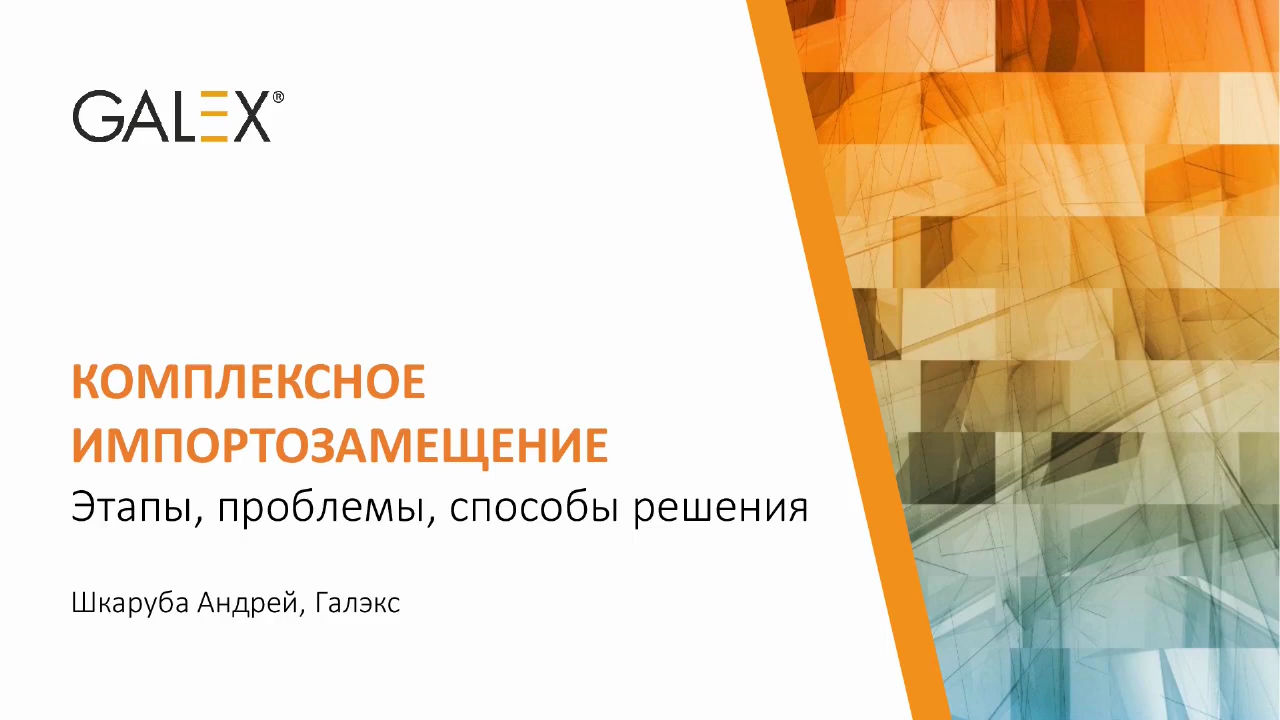 GALEX®
КОМПЛЕКСНОЕ
ИМПОРТОЗАМЕЩЕНИЕ
Этапы, проблемы, способы решения
Шкаруба Андрей, Галэкс